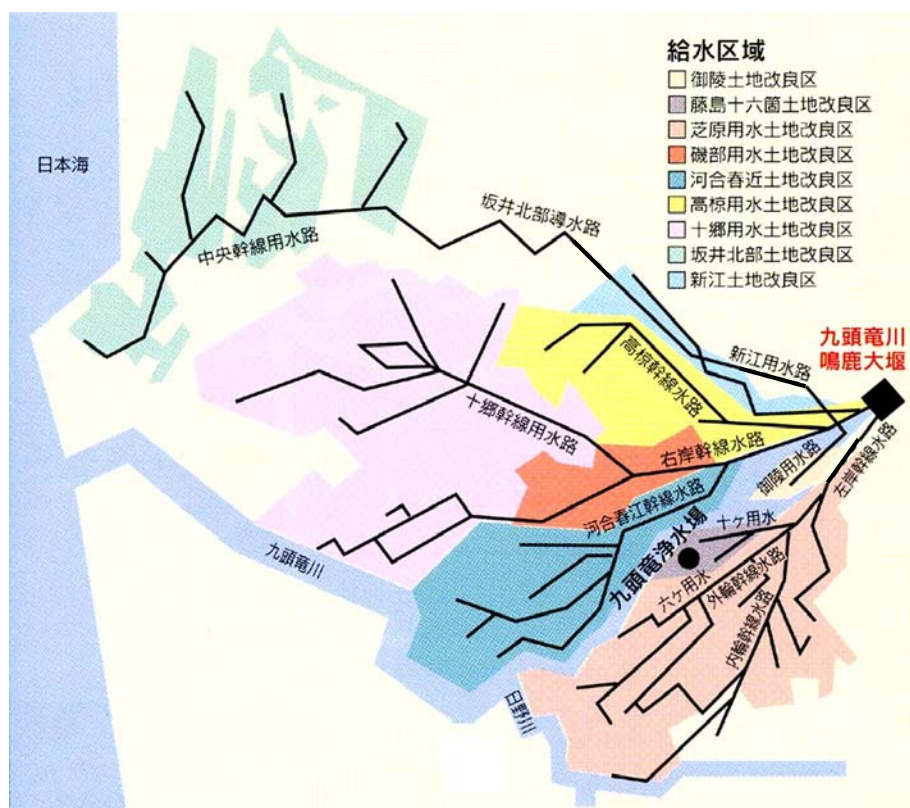 給水区域
御陵土地改良区
藤島十六箇土地改良区
芝原用水土地改良区
磯部用水土地改良区
河合春近土地改良区
高椋用水土地改良区
十郷用水土地改良区
坂井北部土地改良区
新江土地改良区
日本海
坂井北部導水路
中央幹線用水路
九頭竜川
鳴鹿大堰
新江用水路
高椋幹線水路
十郷幹線用水路
右岸幹線水路
御陵用水路
左岸幹線水路
河合春江幹線水路
十ヶ用水
九頭竜浄水場
九頭竜川
六ヶ用水
外輪幹線水路
内輪幹線水路
日野川